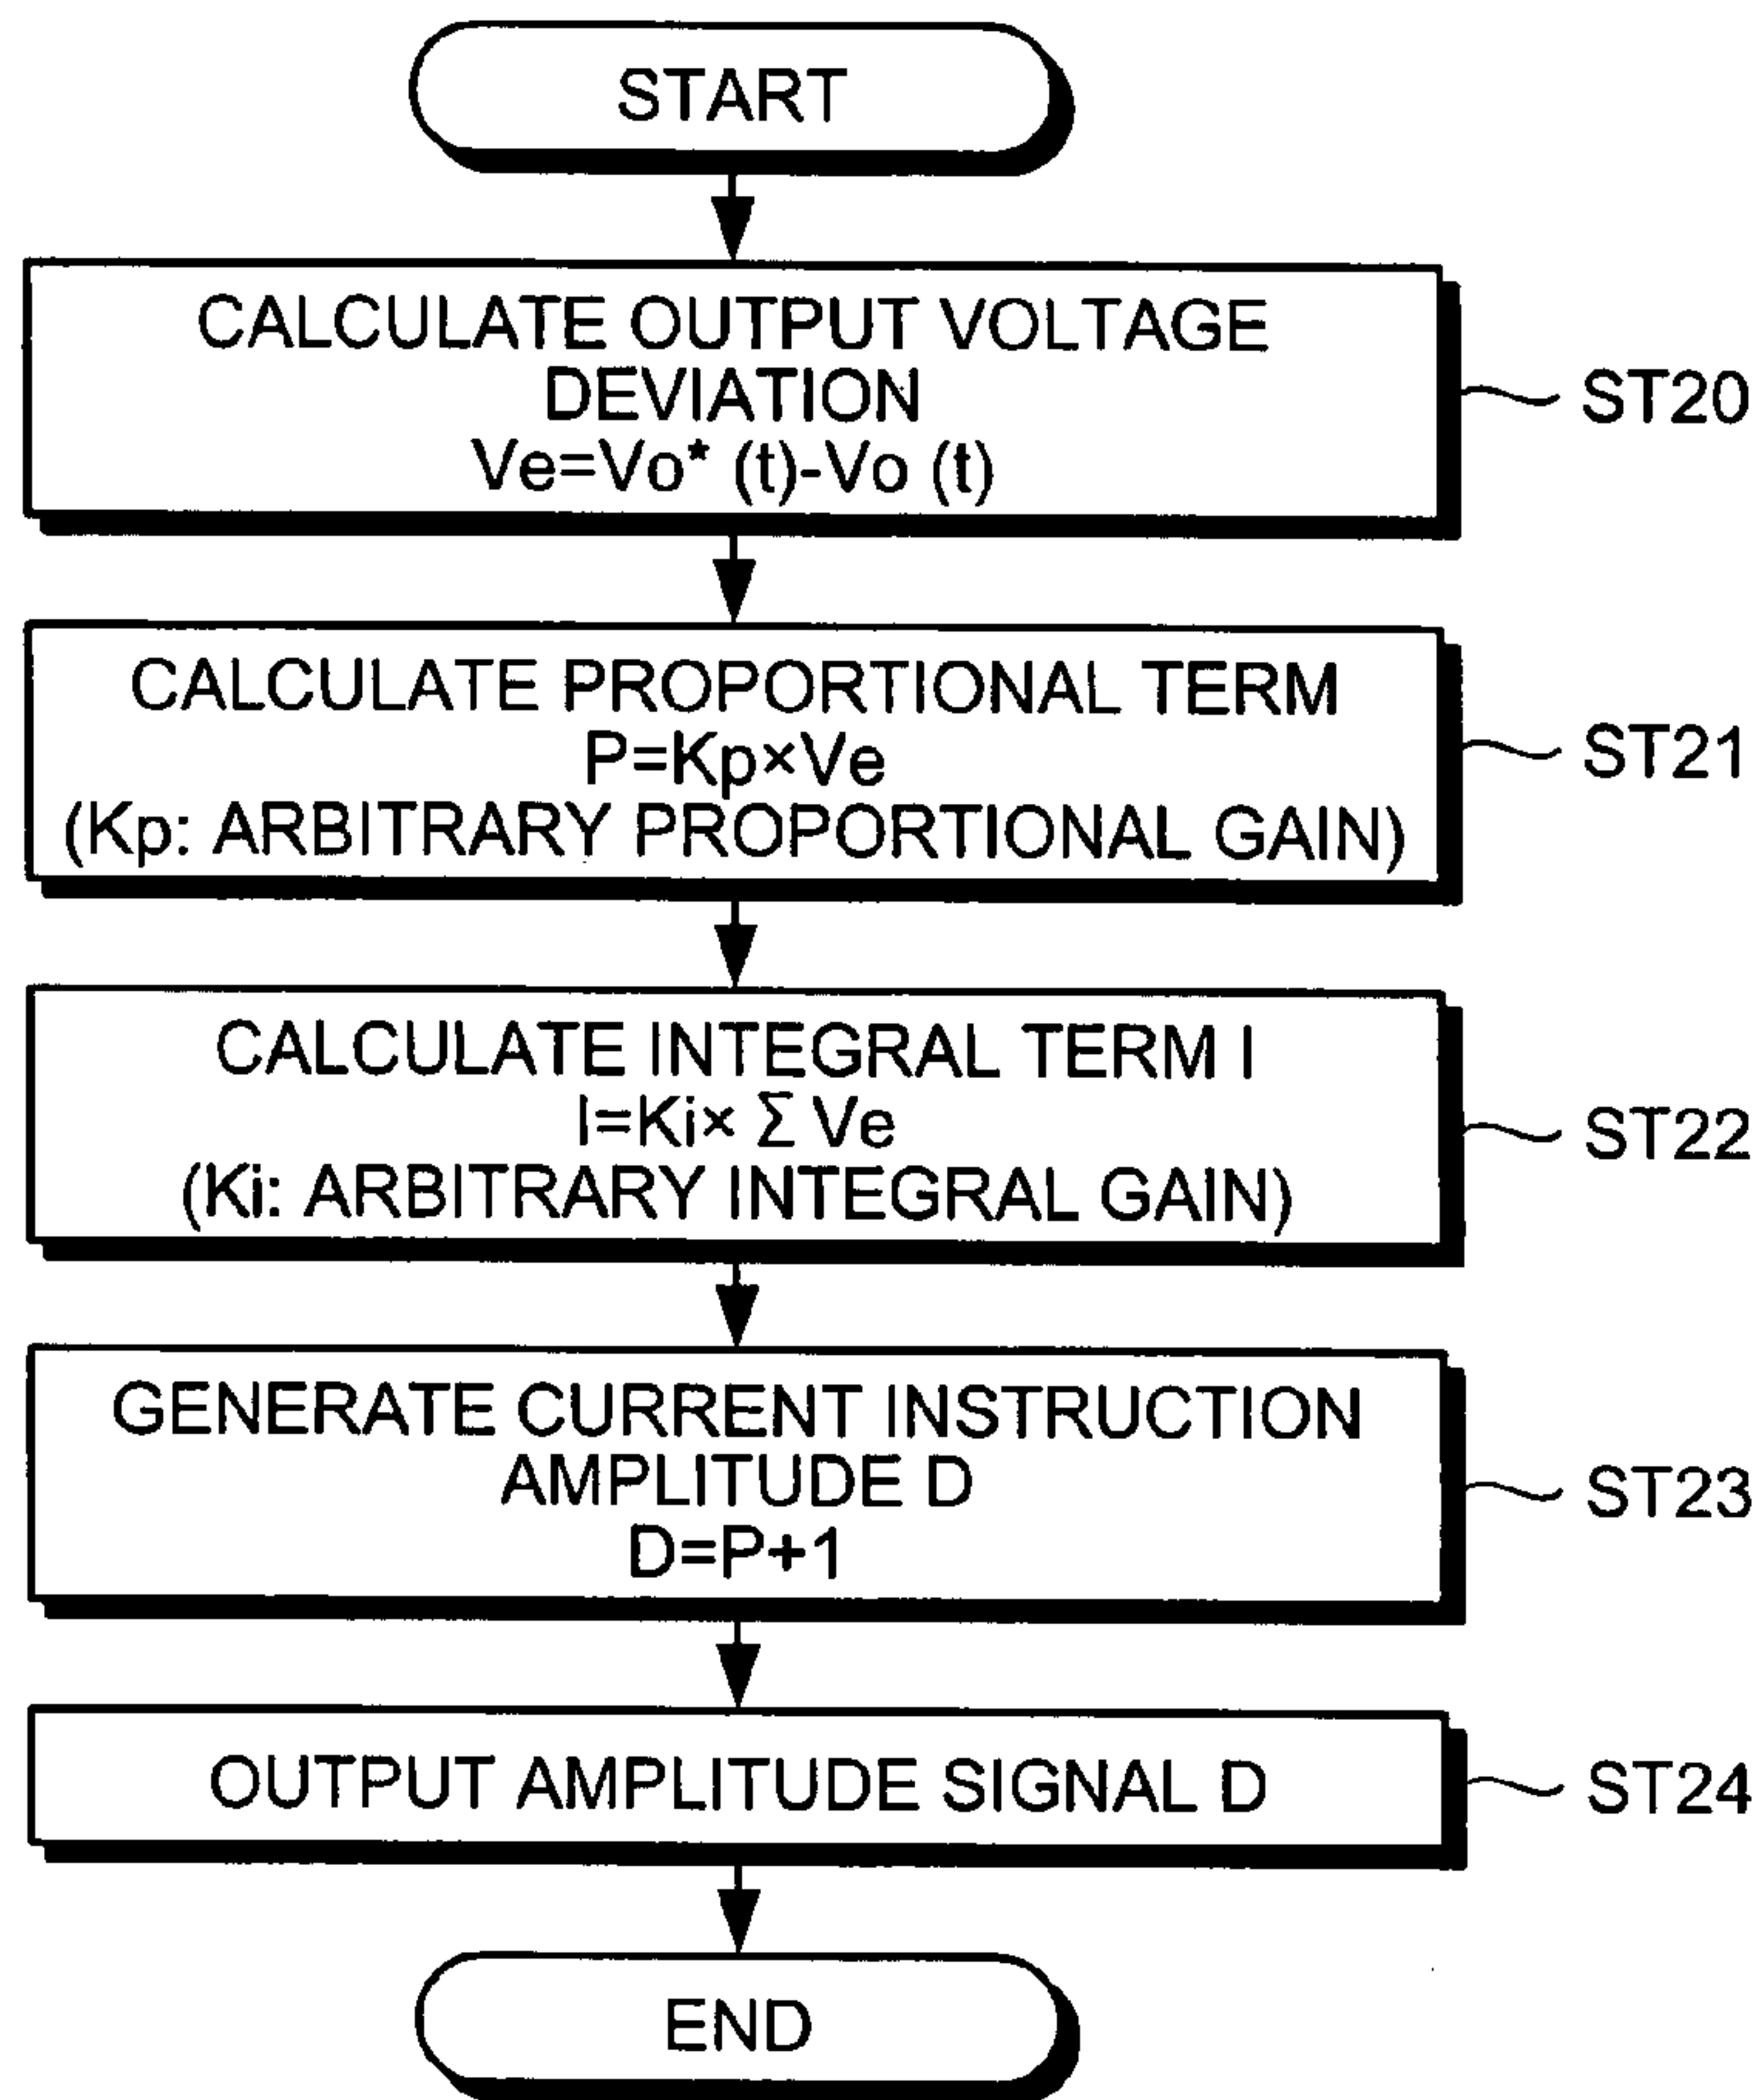 START
CALCULATE OUTPUT VOLTAGE
DEVIATION
Ve=Vo* (t)-Vo (t)
ST20
CALCULATE PROPORTIONAL TERM
P=Kp×Ve
(Kp: ARBITRARY PROPORTIONAL GAIN)
ST21
CALCULATE INTEGRAL TERM I
I=Ki× Σ Ve
(Ki: ARBITRARY INTEGRAL GAIN)
ST22
GENERATE CURRENT INSTRUCTION
AMPLITUDE D
D=P+1
ST23
OUTPUT AMPLITUDE SIGNAL D
ST24
END